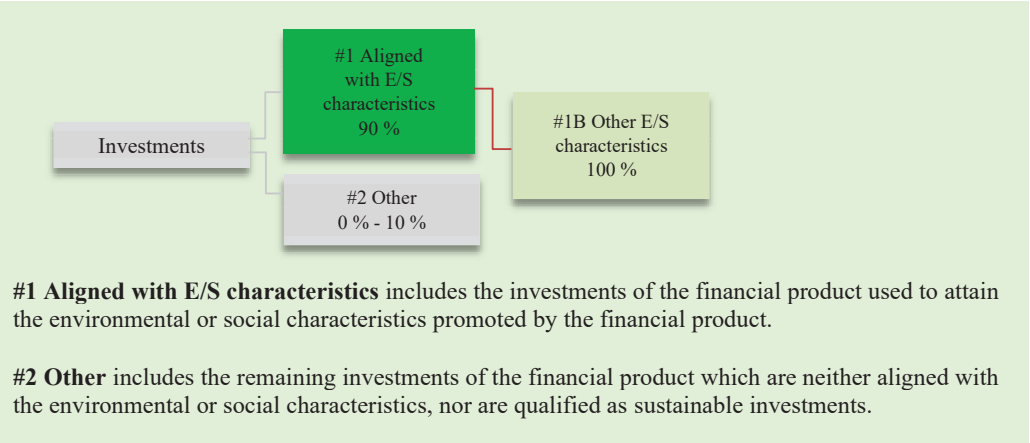 #1 Aligned
with E/S
characteristics
90 %
Investments
#1B Other E/S
characteristics
100 %
#2 Other
0 % - 10 %
#1 Aligned with E/S characteristics includes the investments of the financial product used to attain
the environmental or social characteristics promoted by the financial product.
#2 Other includes the remaining investments of the financial product which are neither aligned with
the environmental or social characteristics, nor are qualified as sustainable investments.